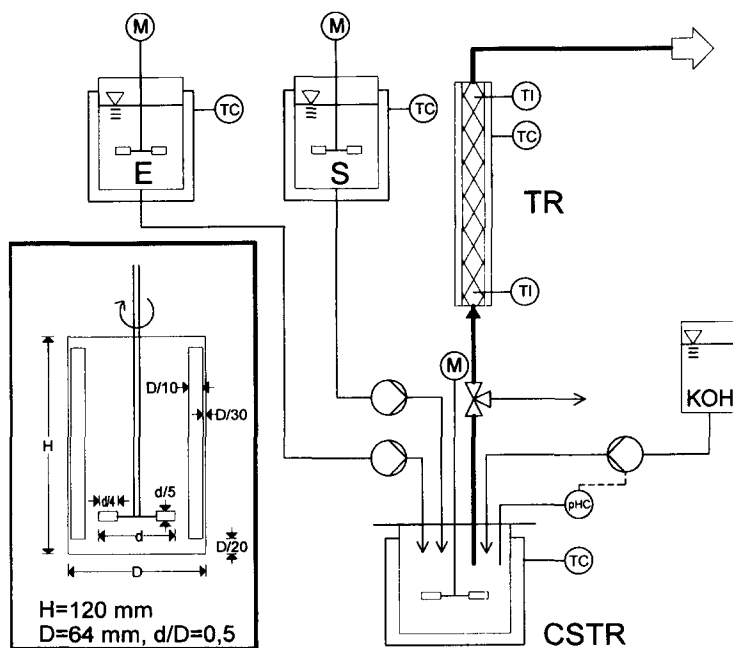 M
M
TI
TC
TC
TC
E
S
TR
TI
M
KOH
D/10
D/30
H
d/4
d/5
d
D/20
D
pHC
TC
H=120 mm
D=64 mm, d/D=0,5
CSTR